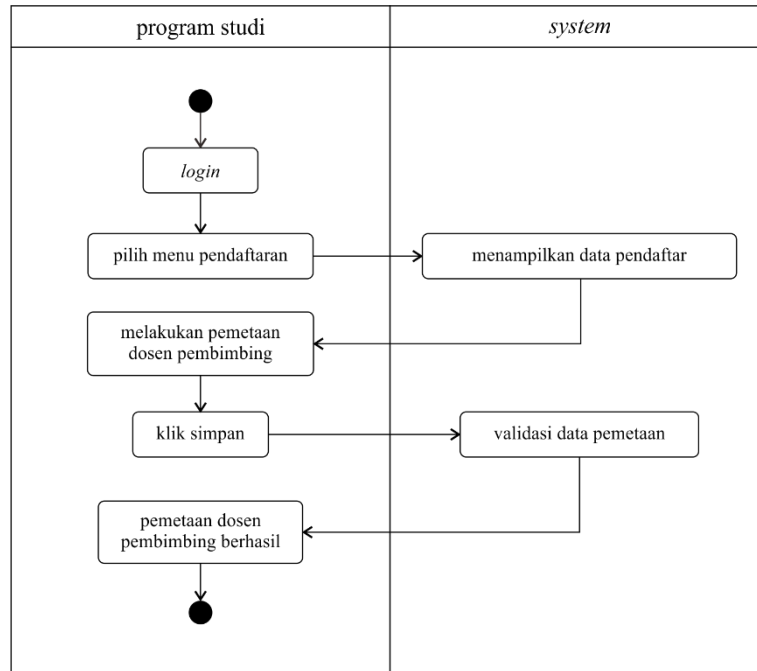 program studi
system
login
pilih menu pendaftaran
menampilkan data pendaftar
melakukan pemetaan
dosen pembimbing
klik simpan
validasi data pemetaan
pemetaan dosen
pembimbing berhasil